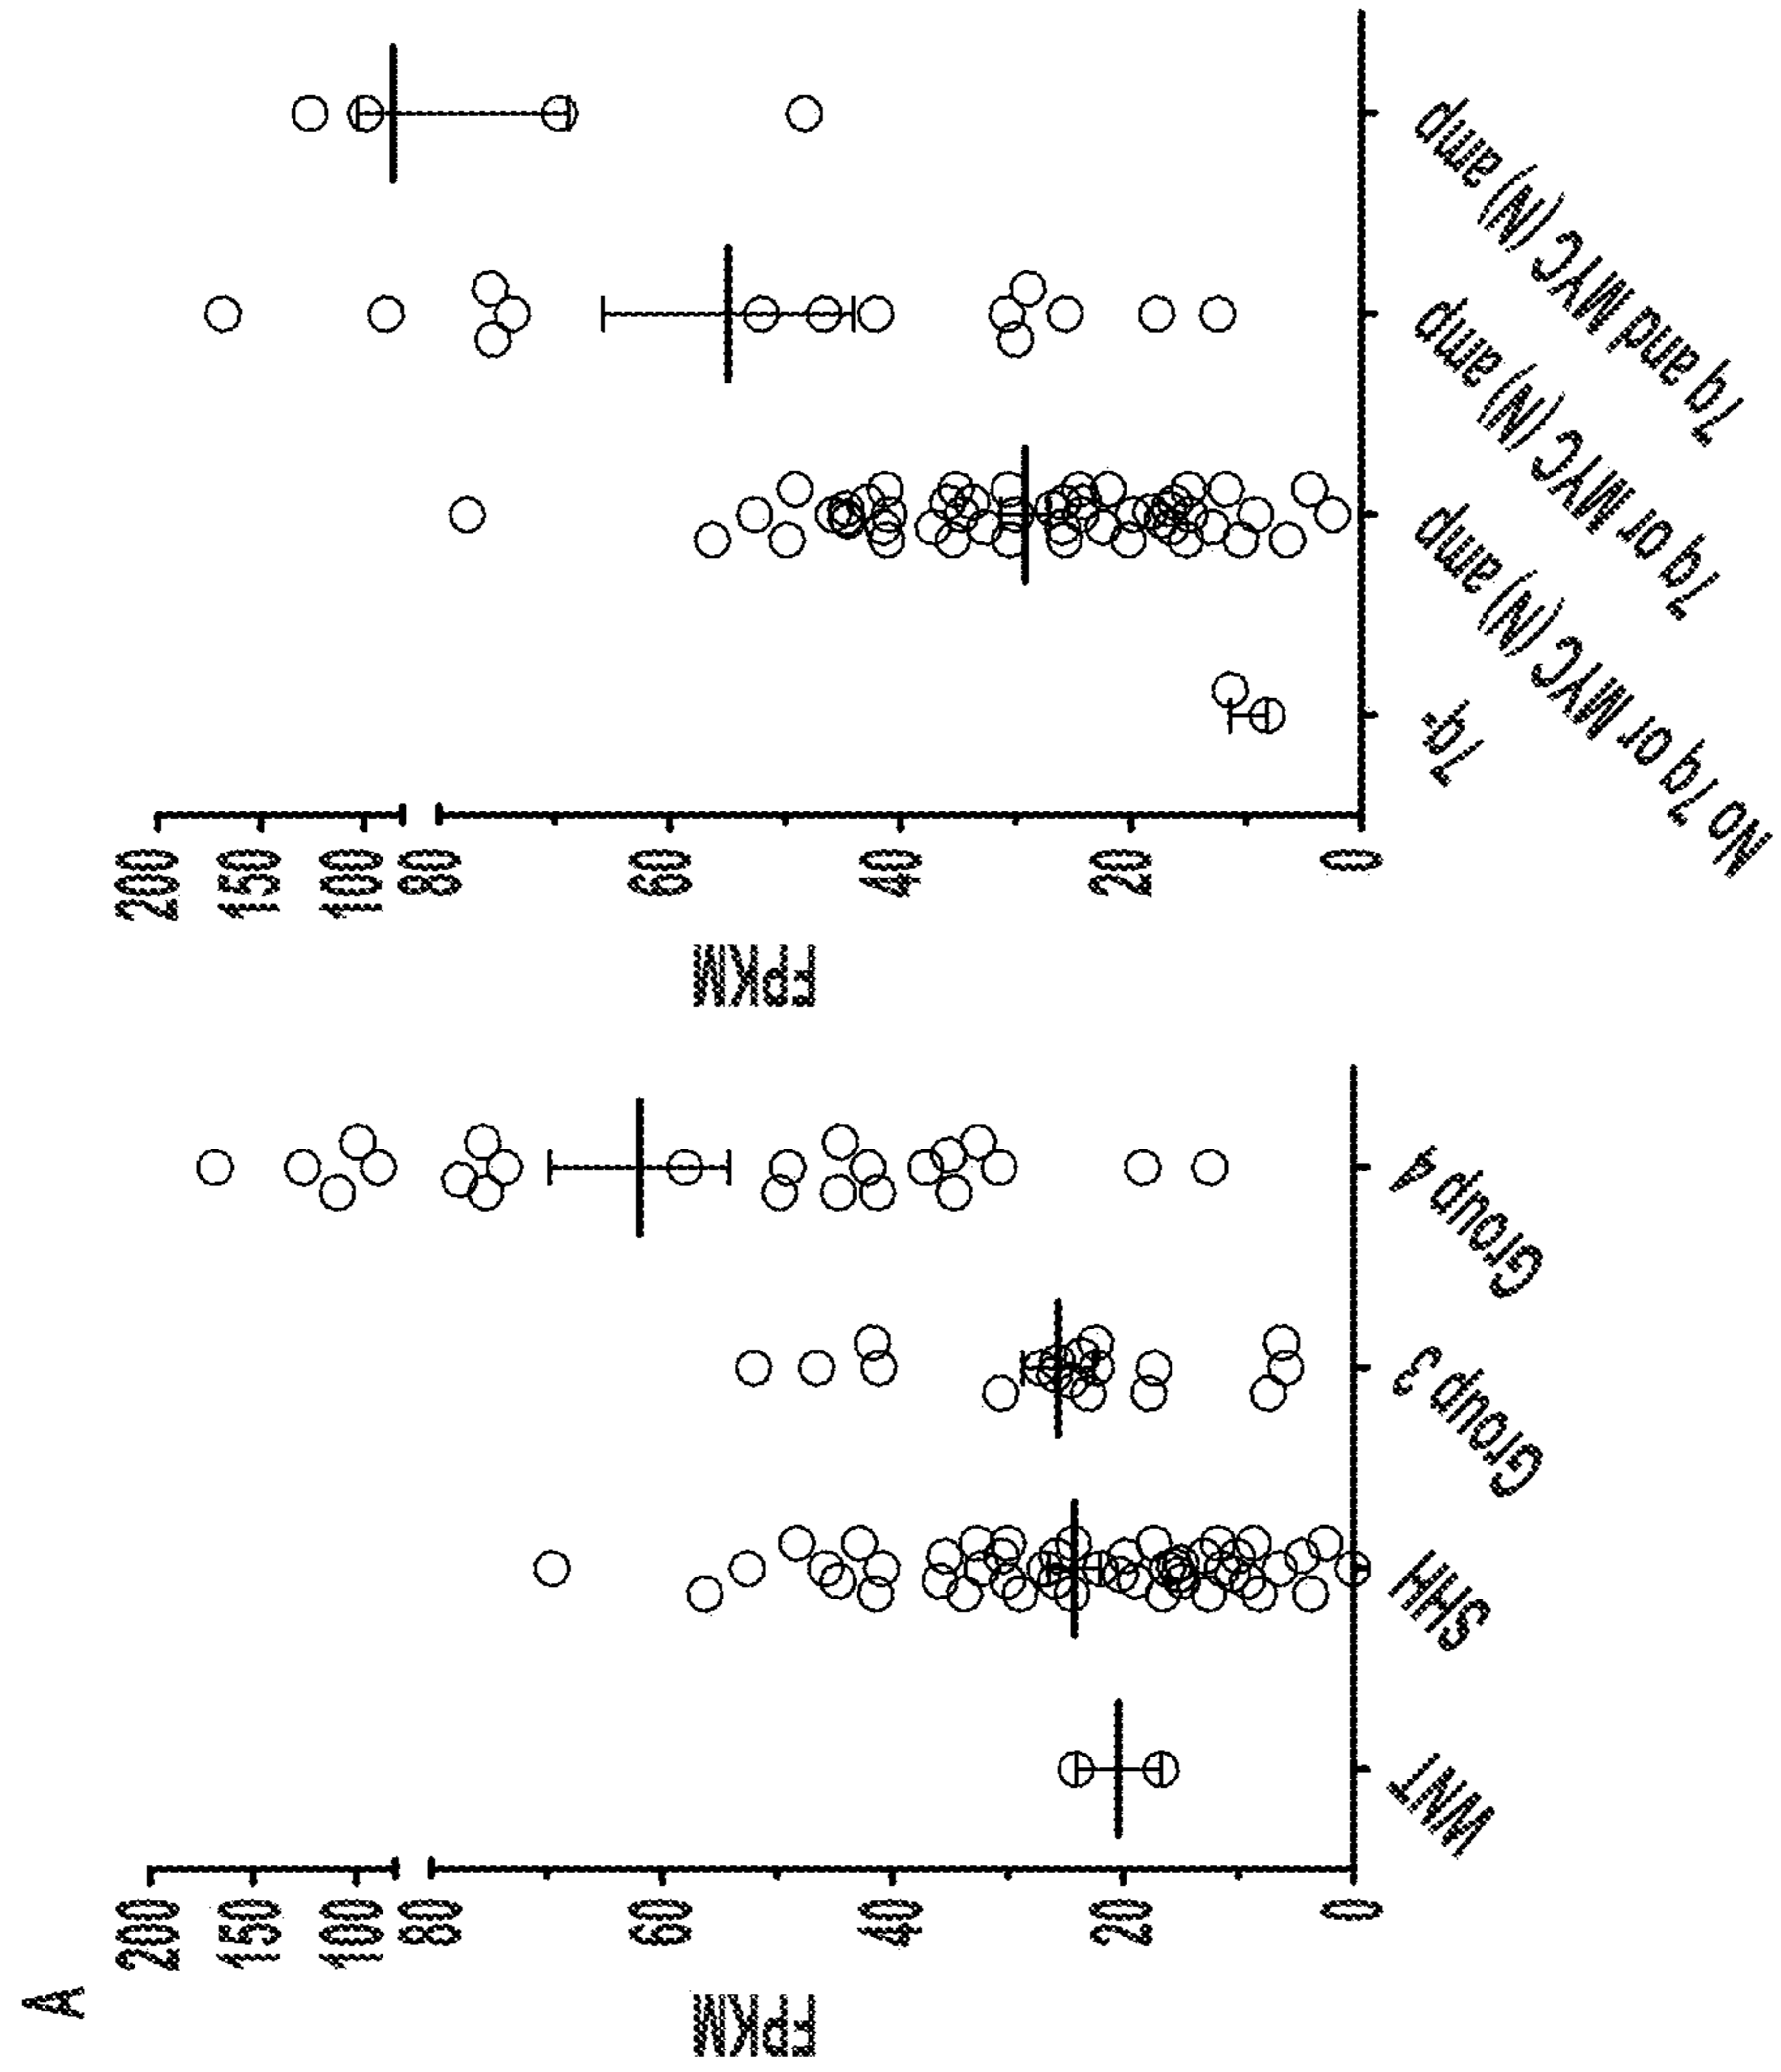 A
FPKM
200
150
100
80
60
40
20
0
WNT
SHH
Group 3
Group 4
FPKM
200
150
100
80
60
40
20
0
7q-
No 7q or MYC (N) amp
7q or MYC (N) amp
7q and MYC (N) amp